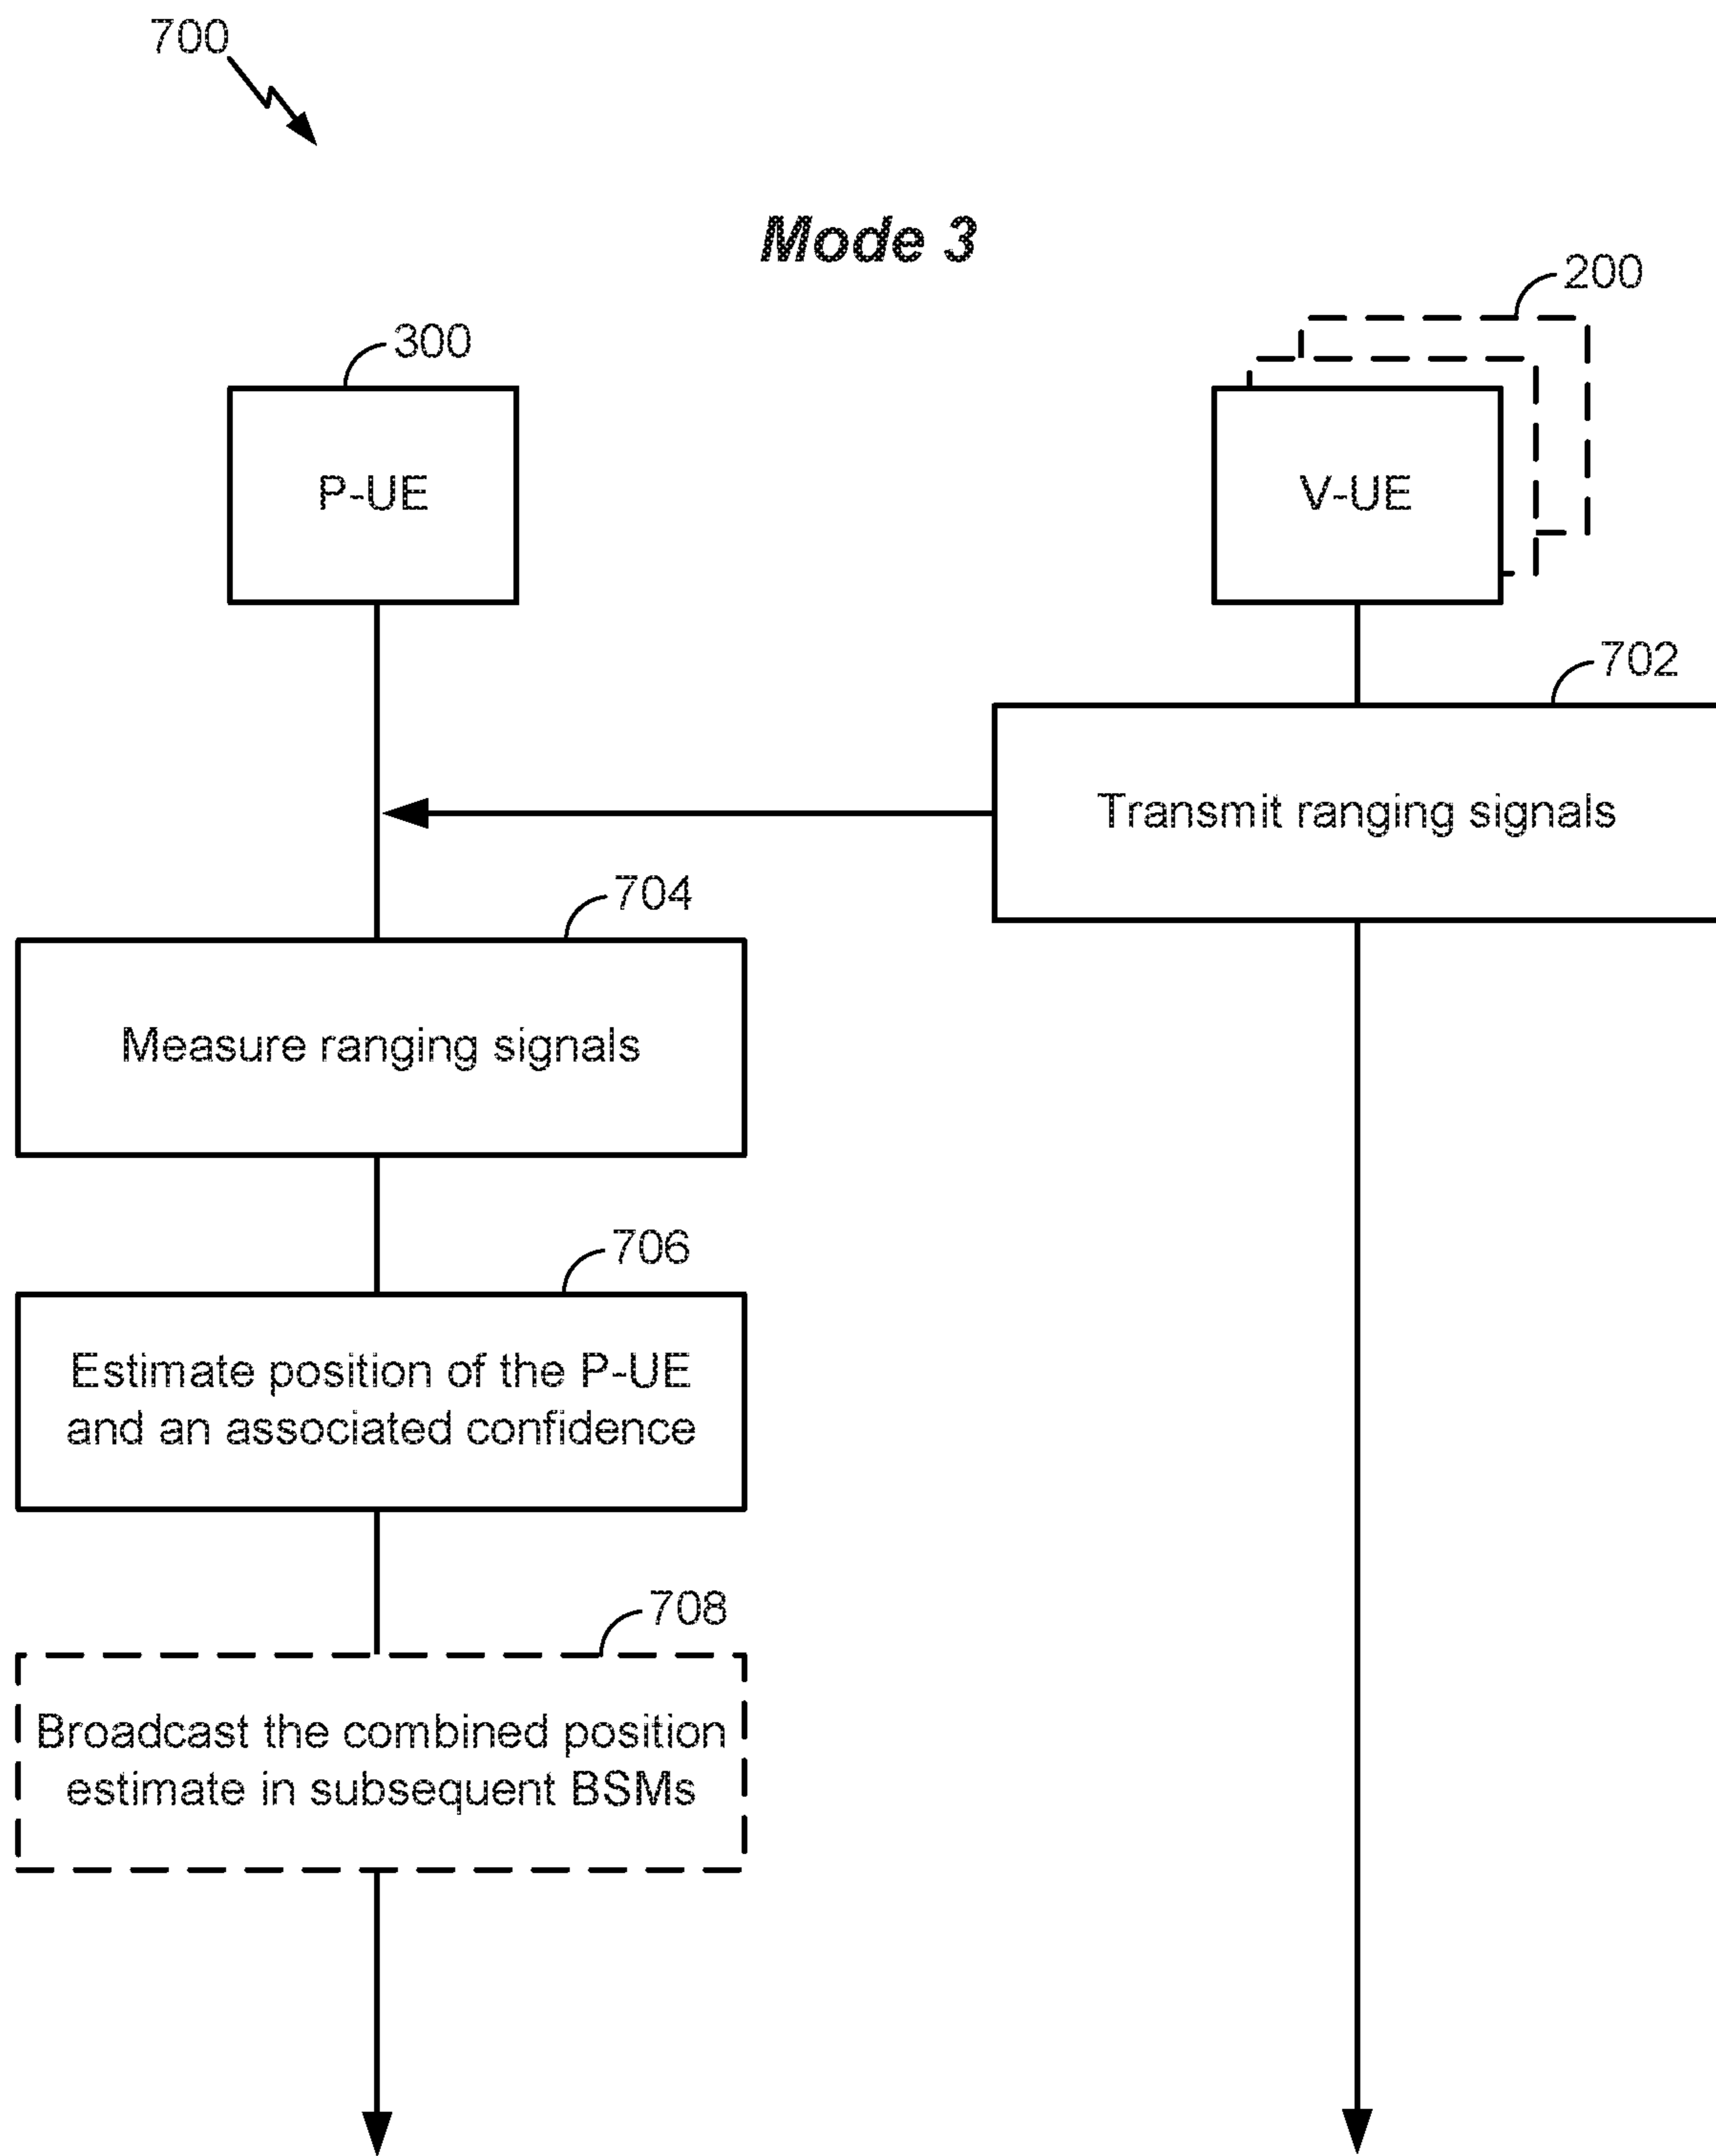 700
Mode 3
200
300
P-UE
V-UE
702
Transmit ranging signals
704
Measure ranging signals
706
Estimate position of the P-UE
and an associated confidence
708
Broadcast the combined position
estimate in subsequent BSMs